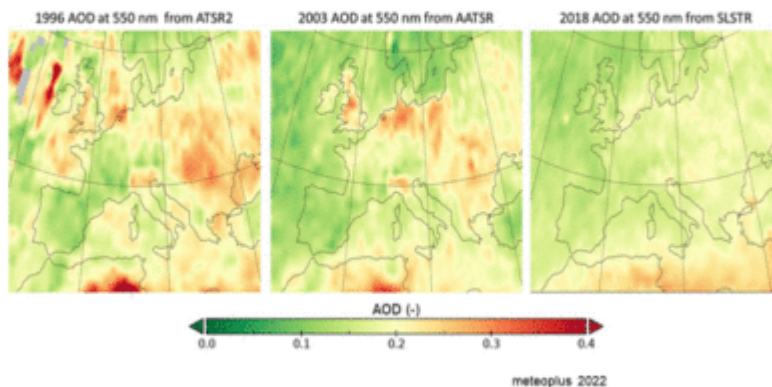 1996 AOD at 550 nm from ATSR2
2003 AOD at 550 nm from AATSR
2018 AOD at 550 nm from SLSTR
AOD (-)
0.0 0.1 0.2 0.3 0.4
meteoplus 2022